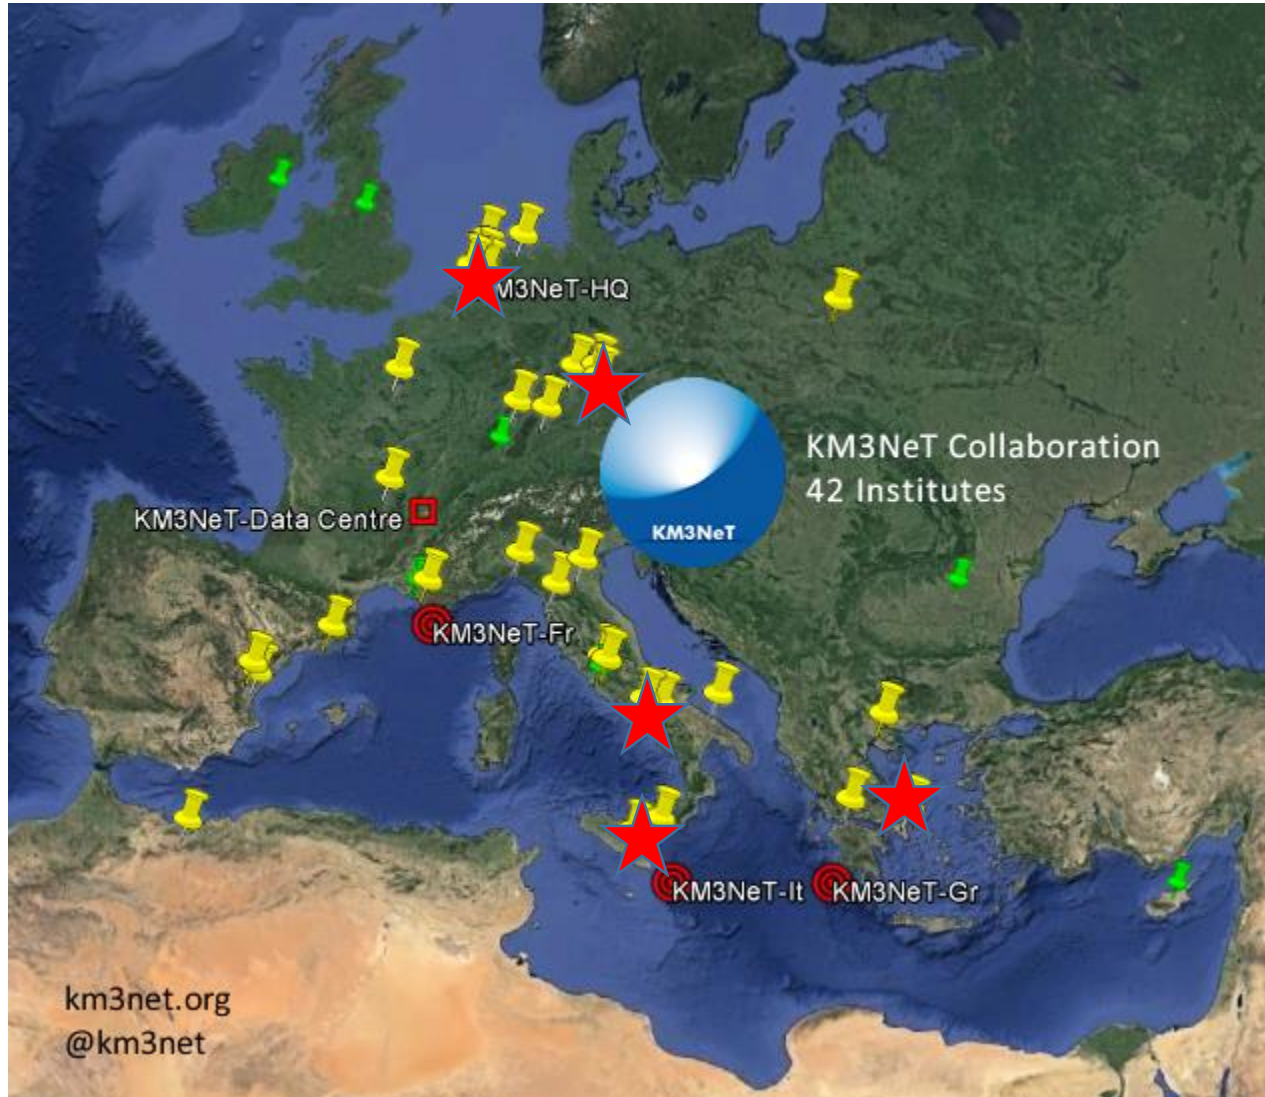 M3NeT-HQ
KM3NeT Collaboration
42 Institutes
KM3NeT
KM3NeT-Data Centre
KM3NeT-Fr
KM3NeT-It
KM3NeT-Gr
km3net.org
@km3net